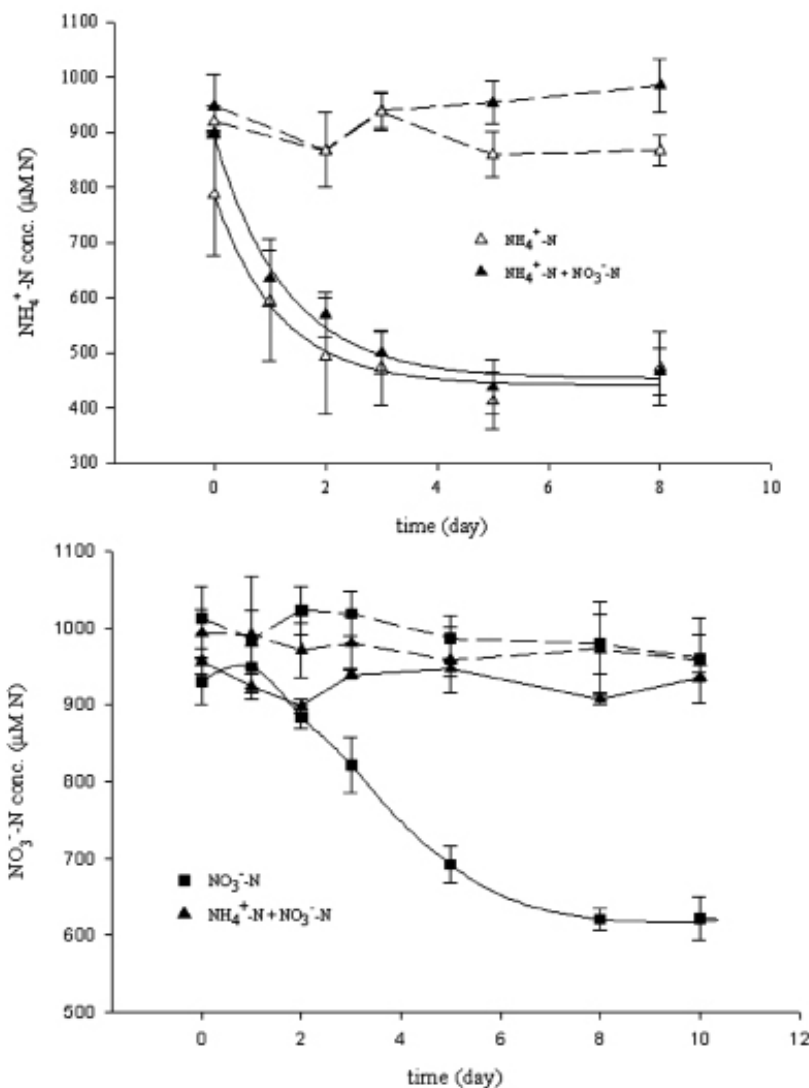 1100
1000
900
800
700
600
500
400
300
NH₄⁺-N conc. (μM N)
NH₄⁺-N
NH₄⁺-N + NO₃⁻-N
0 2 4 6 8 10
time (day)
1100
1000
900
800
700
600
500
NO₃⁻-N conc. (μM N)
NO₃⁻-N
NH₄⁺-N + NO₃⁻-N
0 2 4 6 8 10 12
time (day)